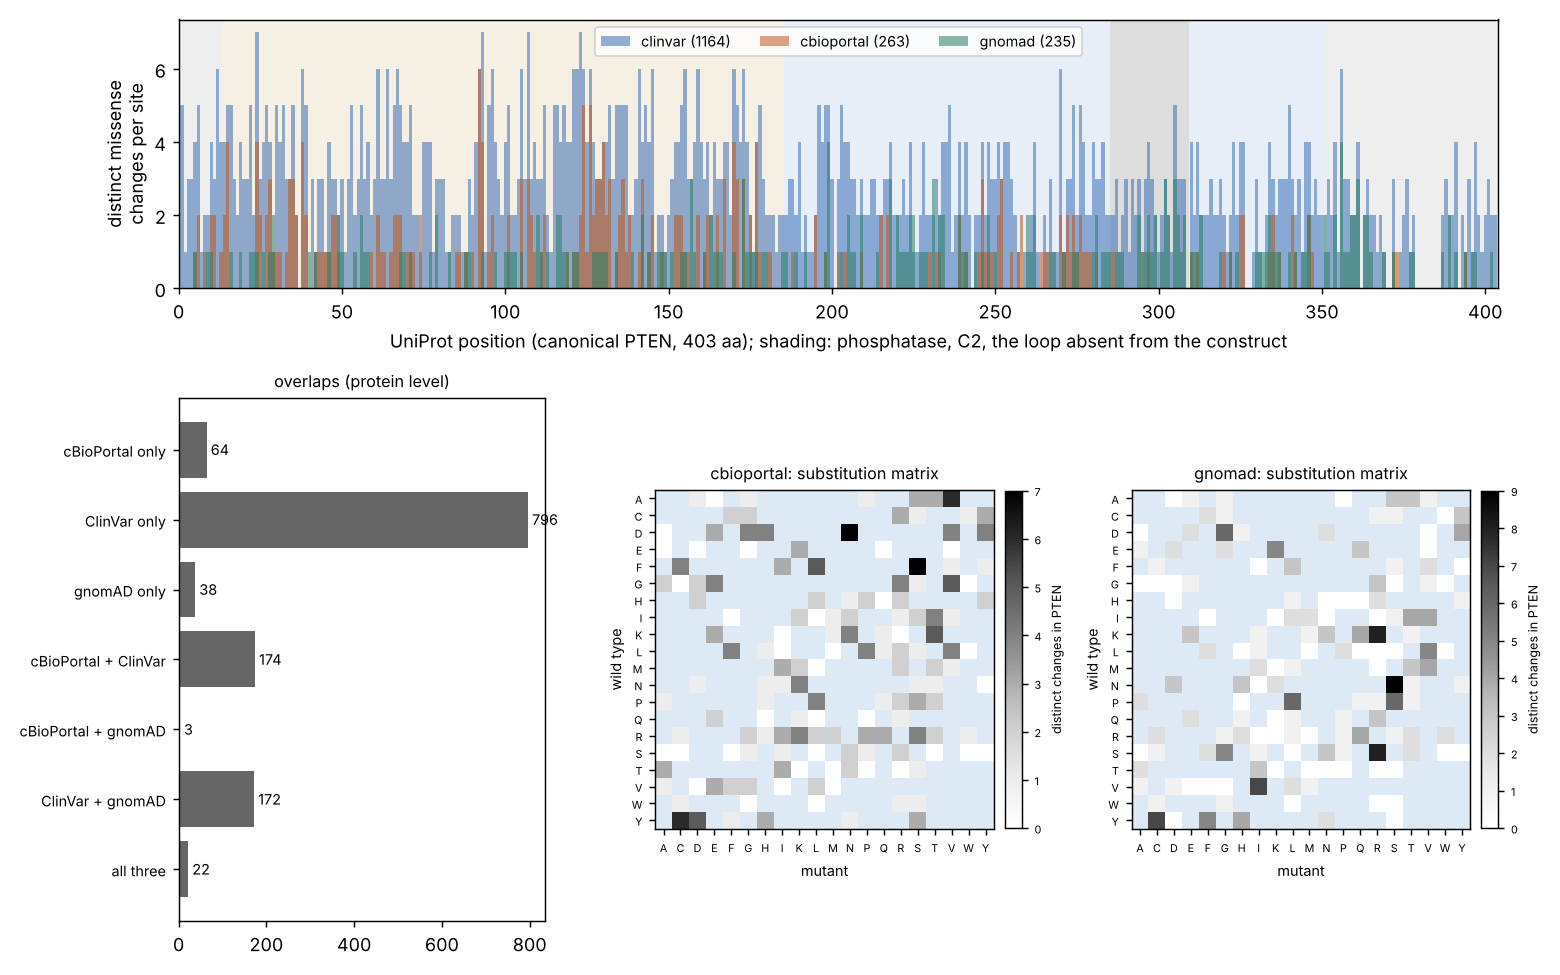 distinct missense
changes per site
6
4
2
0
clinvar (1164)
cbioportal (263)
gnomad (235)
0
50
100
150
200
250
300
350
400
UniProt position (canonical PTEN, 403 aa); shading: phosphatase, C2, the loop absent from the construct
overlaps (protein level)
cBioPortal only
64
ClinVar only
796
gnomAD only
38
cBioPortal + ClinVar
174
cBioPortal + gnomAD
3
ClinVar + gnomAD
172
all three
22
0
200
400
600
800
cbioportal: substitution matrix
wild type
A
C
D
E
F
G
H
I
K
L
M
N
P
Q
R
S
T
V
W
Y
A C D E F G H I K L M N P Q R S T V W Y
mutant
7
6
5
4
3
2
1
0
distinct changes in PTEN
gnomad: substitution matrix
wild type
A
C
D
E
F
G
H
I
K
L
M
N
P
Q
R
S
T
V
W
Y
A C D E F G H I K L M N P Q R S T V W Y
mutant
9
8
7
6
5
4
3
2
1
0
distinct changes in PTEN